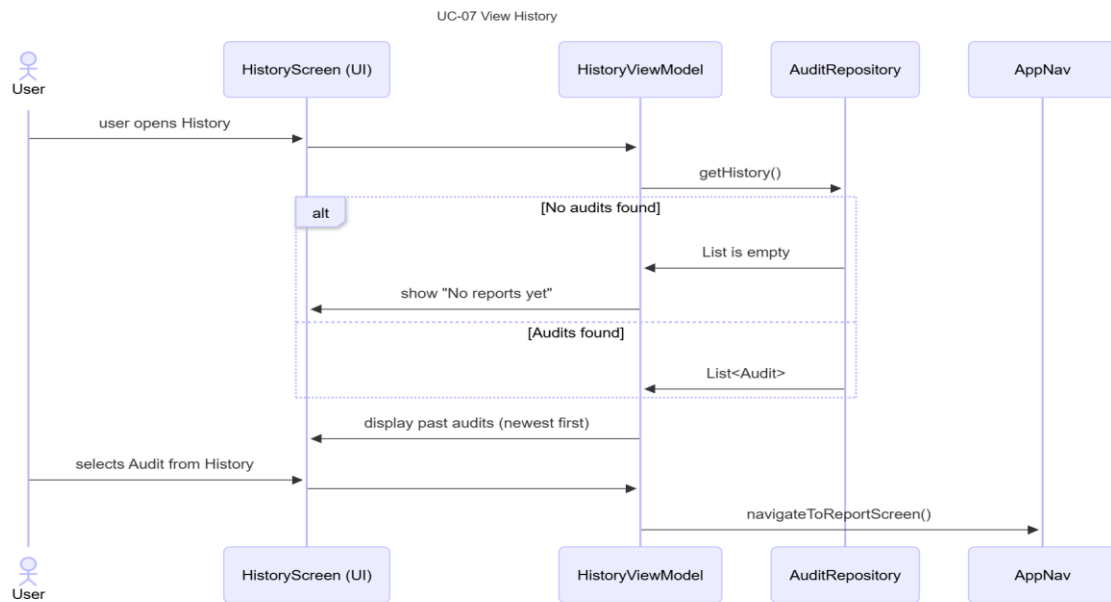 UC-07 View History
User
HistoryScreen (UI)
HistoryViewModel
AuditRepository
AppNav
user opens History
getHistory()
alt
[No audits found]
List is empty
show "No reports yet"
[Audits found]
List<Audit>
display past audits (newest first)
selects Audit from History
navigateToReportScreen()
User
HistoryScreen (UI)
HistoryViewModel
AuditRepository
AppNav